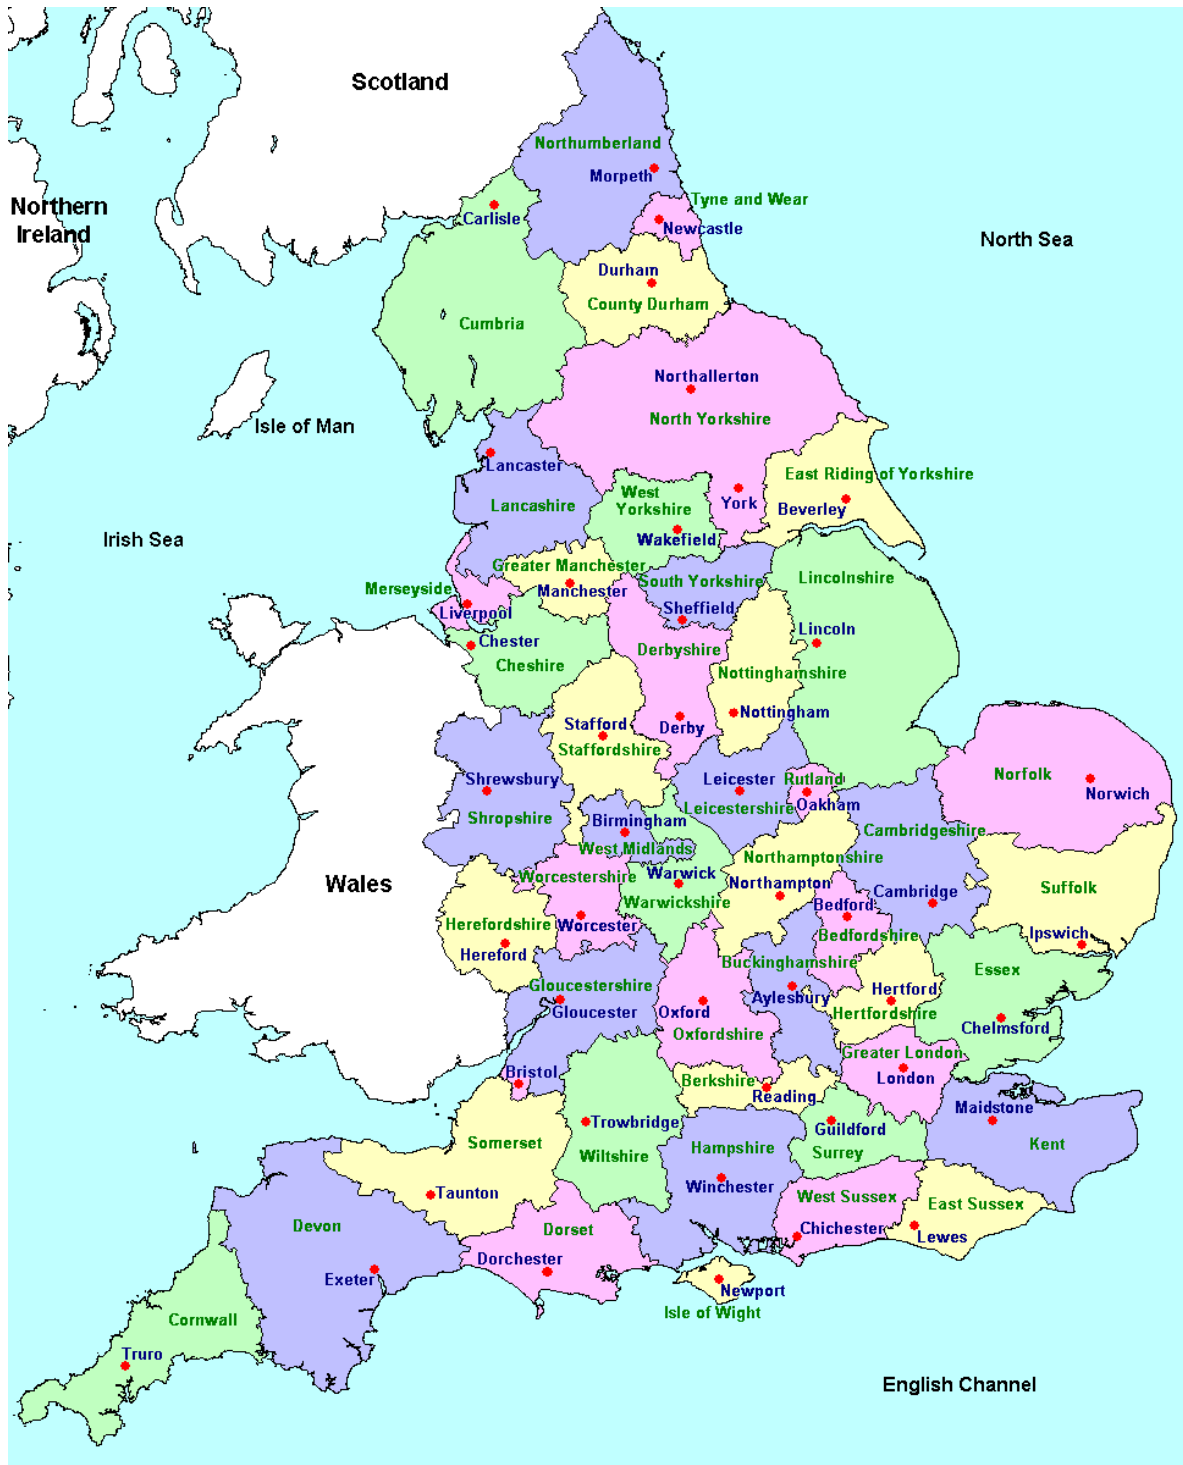 Scotland
Northumberland
Morpeth
Tyne and Wear
Carlisle
Newcastle
Northern
Ireland
North Sea
Durham
County Durham
Cumbria
Northallerton
North Yorkshire
Isle of Man
Lancaster
East Riding of Yorkshire
West
Yorkshire
Lancashire
York
Beverley
Irish Sea
Wakefield
Greater Manchester
South Yorkshire
Lincolnshire
Merseyside
Manchester
Liverpool
Sheffield
Chester
Lincoln
Derbyshire
Cheshire
Nottinghamshire
Nottingham
Stafford
Derby
Staffordshire
Norfolk
Shrewsbury
Leicester
Rutland
Norwich
Leicestershire
Oakham
Shropshire
Birmingham
Cambridgeshire
West Midlands
Northamptonshire
Wales
Worcestershire
Warwick
Northampton
Cambridge
Suffolk
Warwickshire
Bedford
Herefordshire
Worcester
Bedfordshire
Ipswich
Hereford
Buckinghamshire
Essex
Gloucestershire
Hertford
Aylesbury
Gloucester
Oxford
Hertfordshire
Chelmsford
Oxfordshire
Greater London
Bristol
Berkshire
London
Reading
Maidstone
Trowbridge
Guildford
Somerset
Hampshire
Kent
Wiltshire
Surrey
Winchester
Taunton
West Sussex
East Sussex
Devon
Dorset
Chichester
Lewes
Dorchester
Exeter
Newport
Isle of Wight
Cornwall
Truro
English Channel